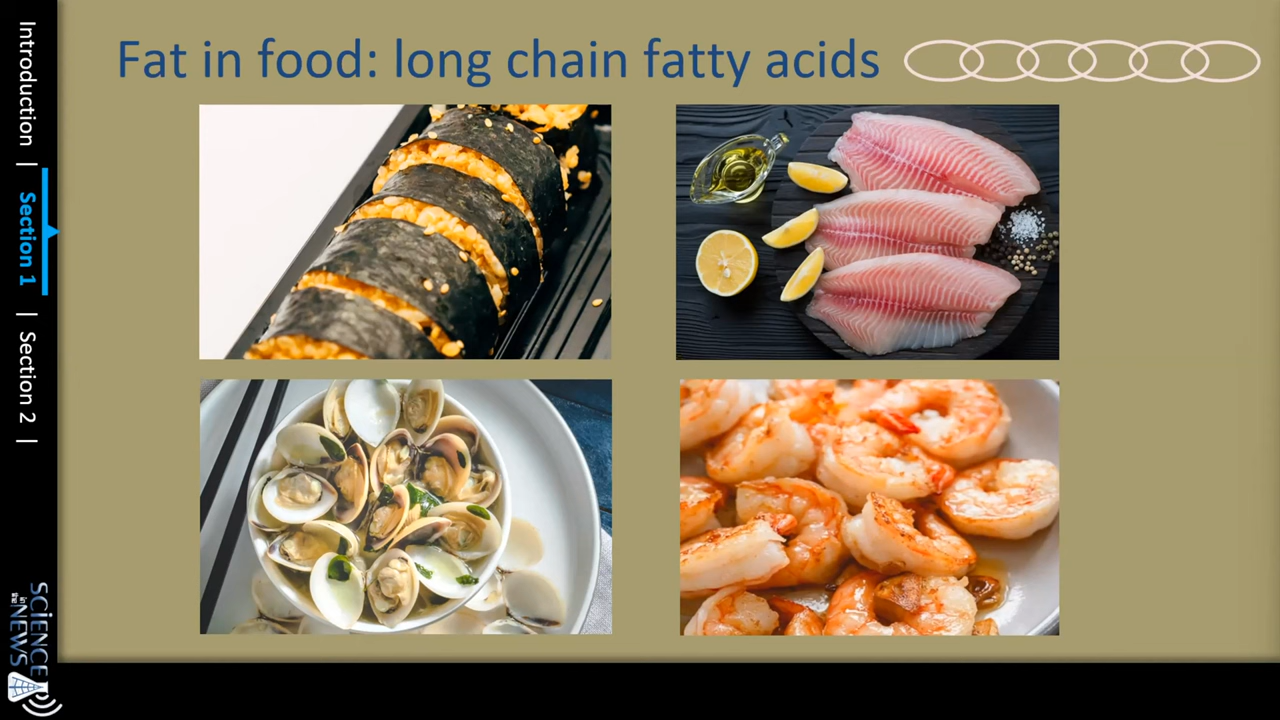 Fat in food: long chain fatty acids
Introduction |
Section 1
| Section 2 |
SCIENCE
in the
NEWS